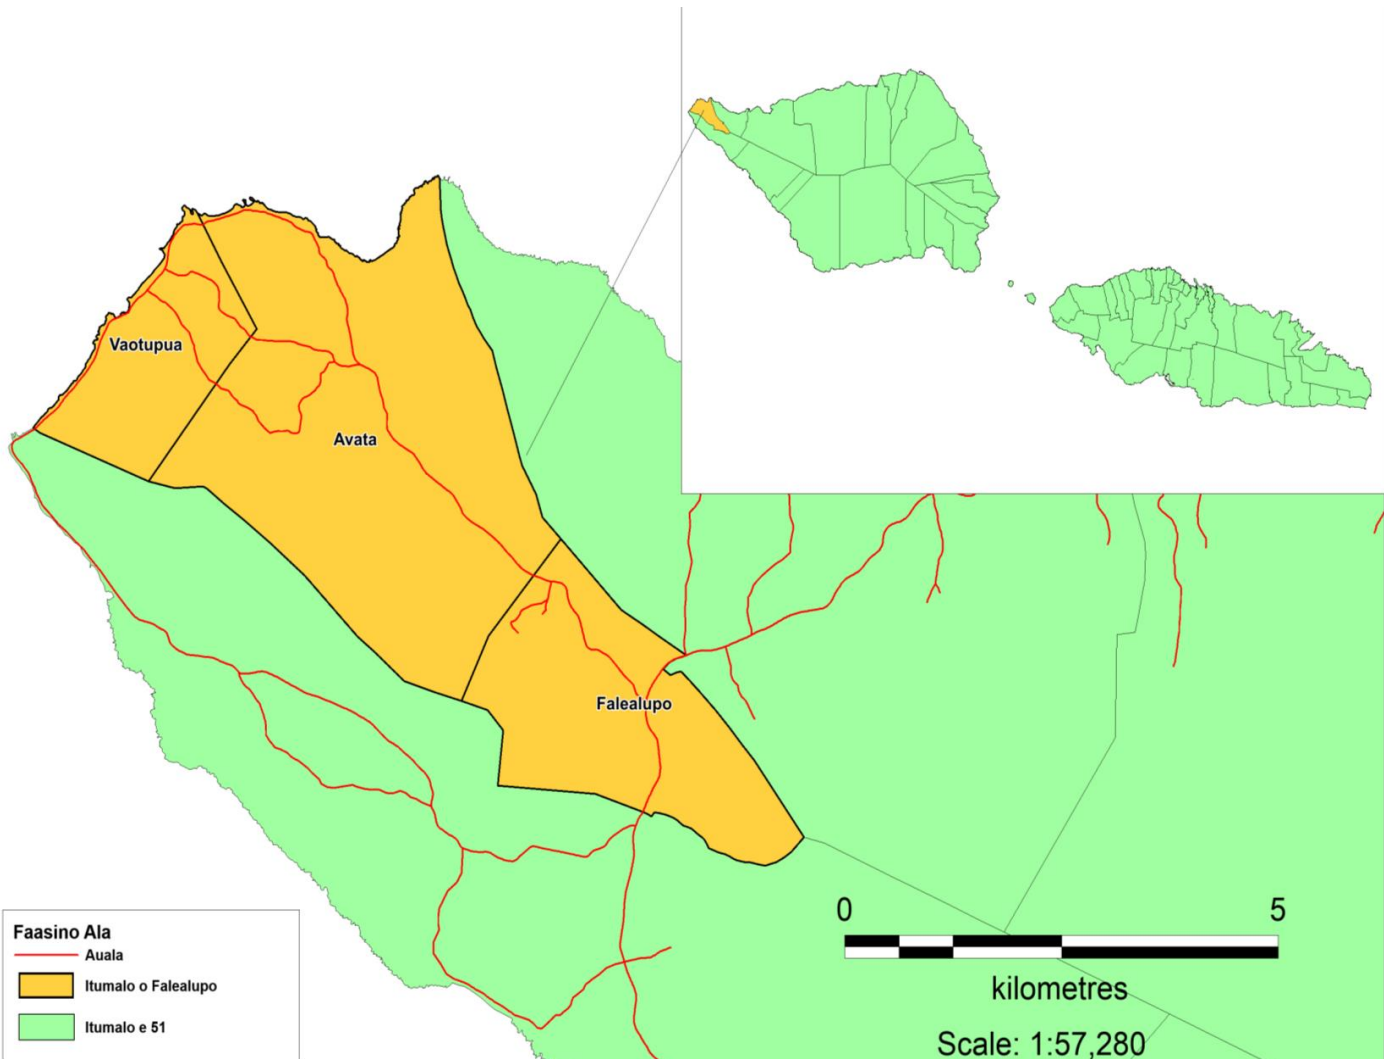 Vaotupua
Avata
Falealupo
Faasino Ala
Auala
Itumalo o Falealupo
Itumalo e 51
0 5
kilometres
Scale: 1:57,280